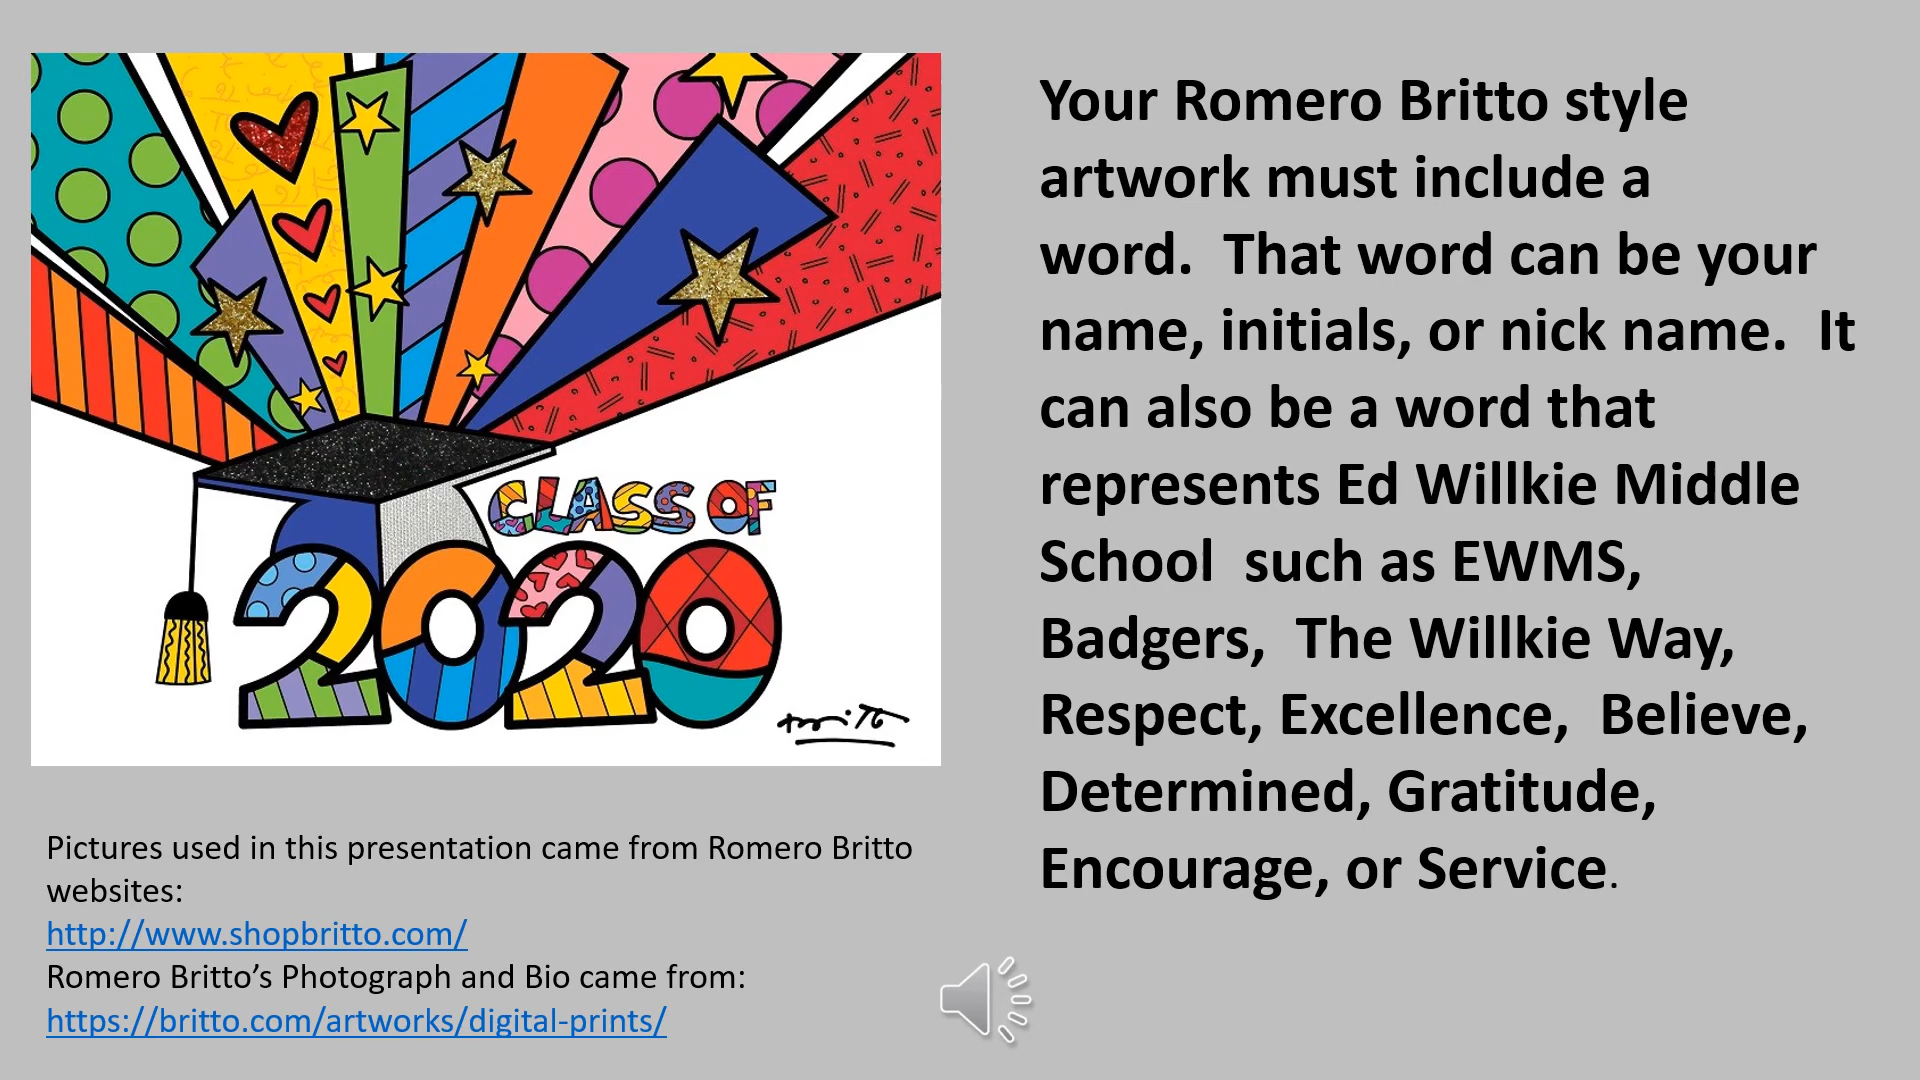 CLASS OF
2020
Britto
Pictures used in this presentation came from Romero Britto
websites:
http://www.shopbritto.com/
Romero Britto’s Photograph and Bio came from:
https://britto.com/artworks/digital-prints/
Your Romero Britto style
artwork must include a
word.  That word can be your
name, initials, or nick name.  It
can also be a word that
represents Ed Willkie Middle
School  such as EWMS,
Badgers,  The Willkie Way,
Respect, Excellence,  Believe,
Determined, Gratitude,
Encourage, or Service.